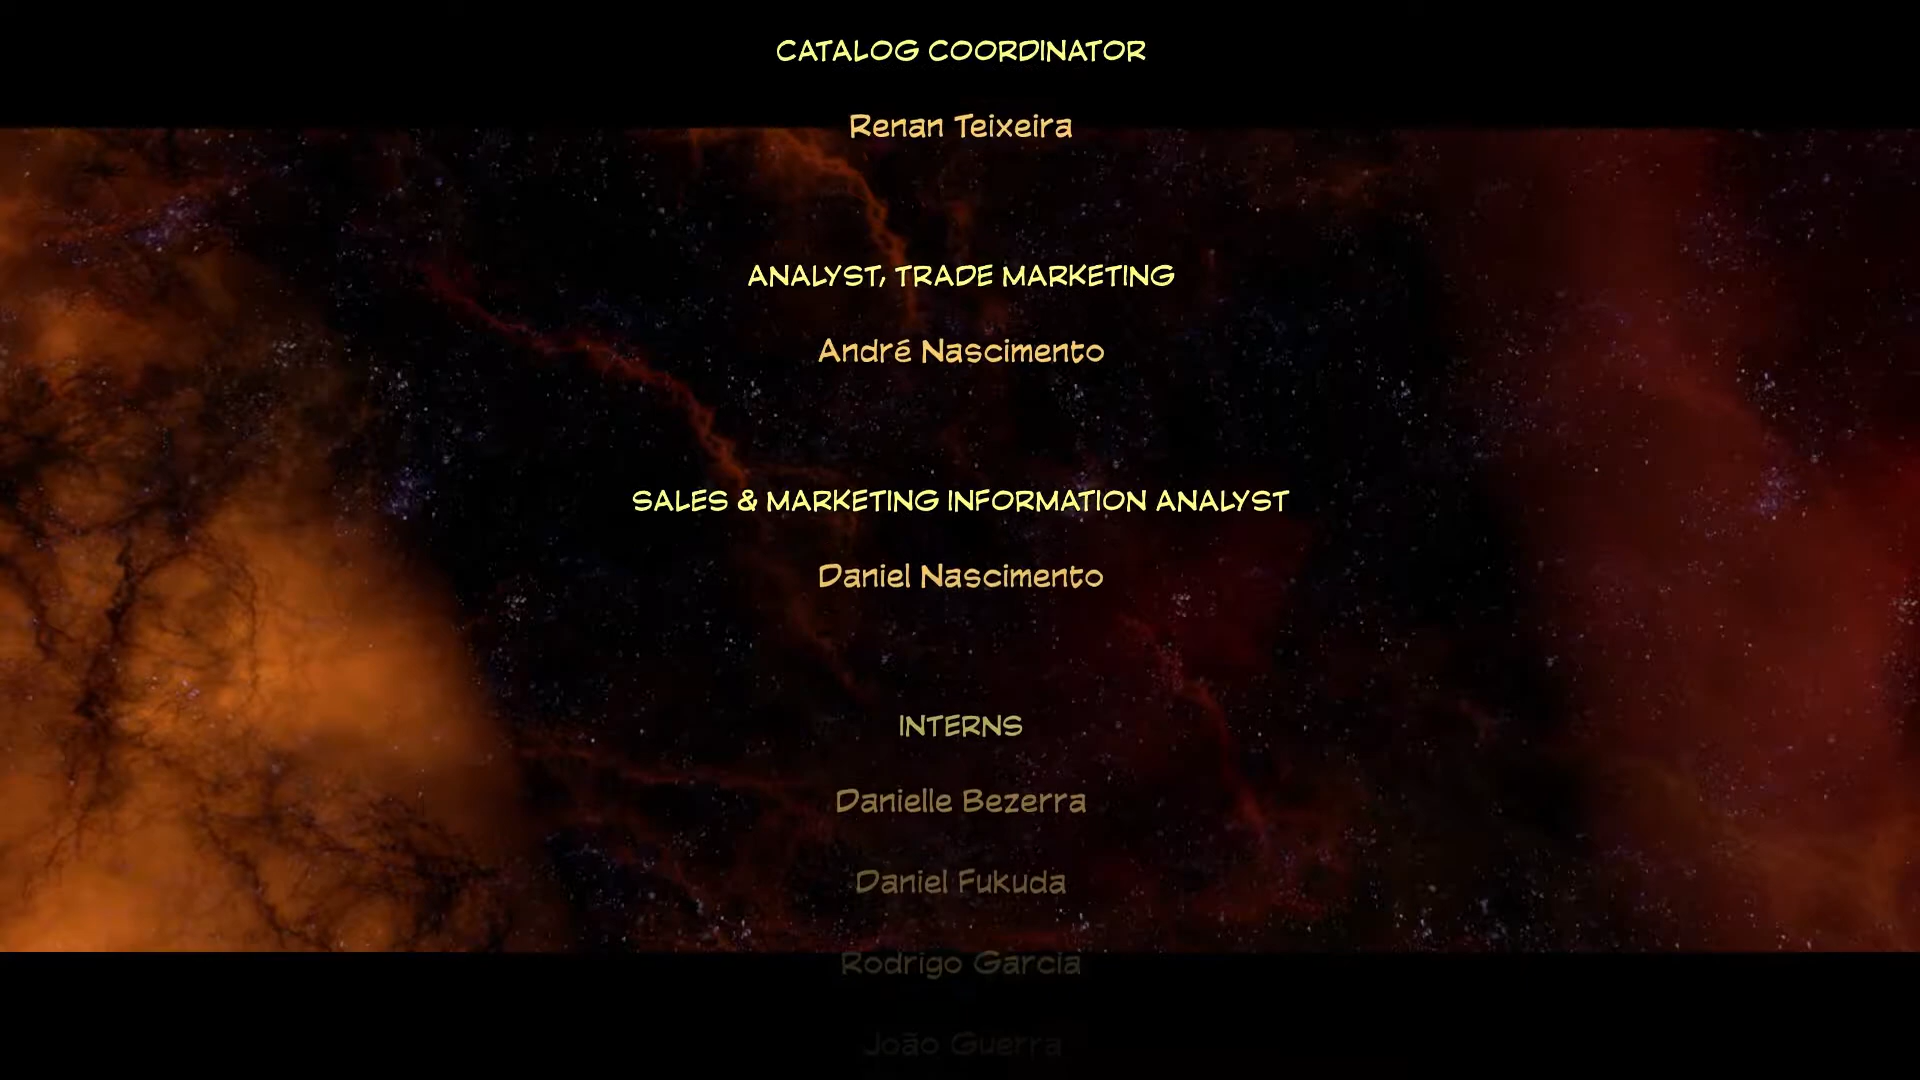 CATALOG COORDINATOR
Renan Teixeira
ANALYST, TRADE MARKETING
André Nascimento
SALES & MARKETING INFORMATION ANALYST
Daniel Nascimento
INTERNS
Danielle Bezerra
Daniel Fukuda
Rodrigo Garcia
João Guerra